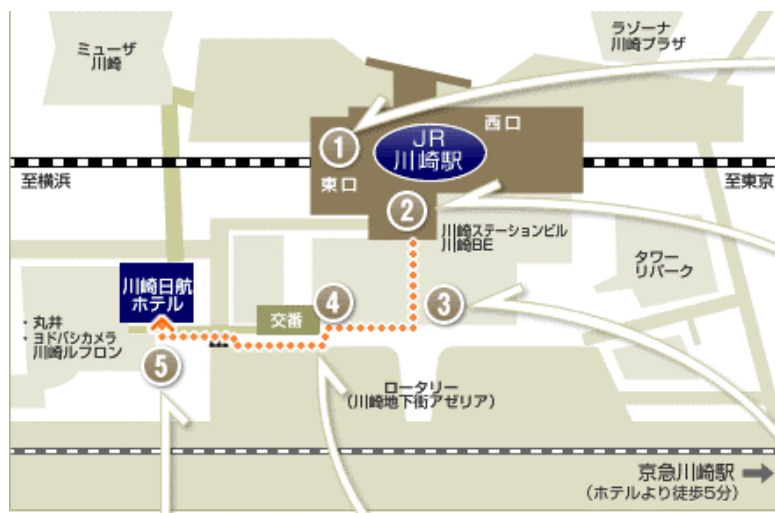 ミューザ
川崎
ラゾーナ
川崎プラザ
西口
JR
川崎駅
1
東口
至横浜
至東京
2
川崎ステーションビル
川崎BE
タワー
リバーク
川崎日航
ホテル
4
3
交番
・丸井
・ヨドバシカメラ
川崎ルフロン
5
ロータリー
(川崎地下街アゼリア)
京急川崎駅
(ホテルより徒歩5分)